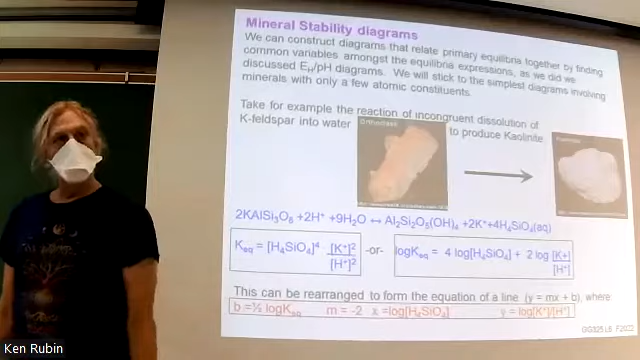 Mineral Stability diagrams
We can construct diagrams that relate primary equilibria together by finding
common variables amongst the equilibria expressions, as we did we
discussed EH/pH diagrams. We will stick to the simplest diagrams involving
minerals with only a few atomic constituents.
Take for example the reaction of incongruent dissolution of
K-feldspar into water
to produce Kaolinite
Orthoclase
2KAlSi3O8 +2H+ +9H2O ↔ Al2Si2O5(OH)4 +2K+ +4H4SiO4(aq)
Keq = [H4SiO4]4 [K+]2
[H+]2
-or-
logKeq = 4 log[H4SiO4] + 2 log [K+]
[H+]
This can be rearranged to form the equation of a line (y = mx + b), where:
b =½ logKeq m = -2 x =log[H4SiO4] y = log[K+]/[H+]
GG325 L8, F2022
Ken Rubin